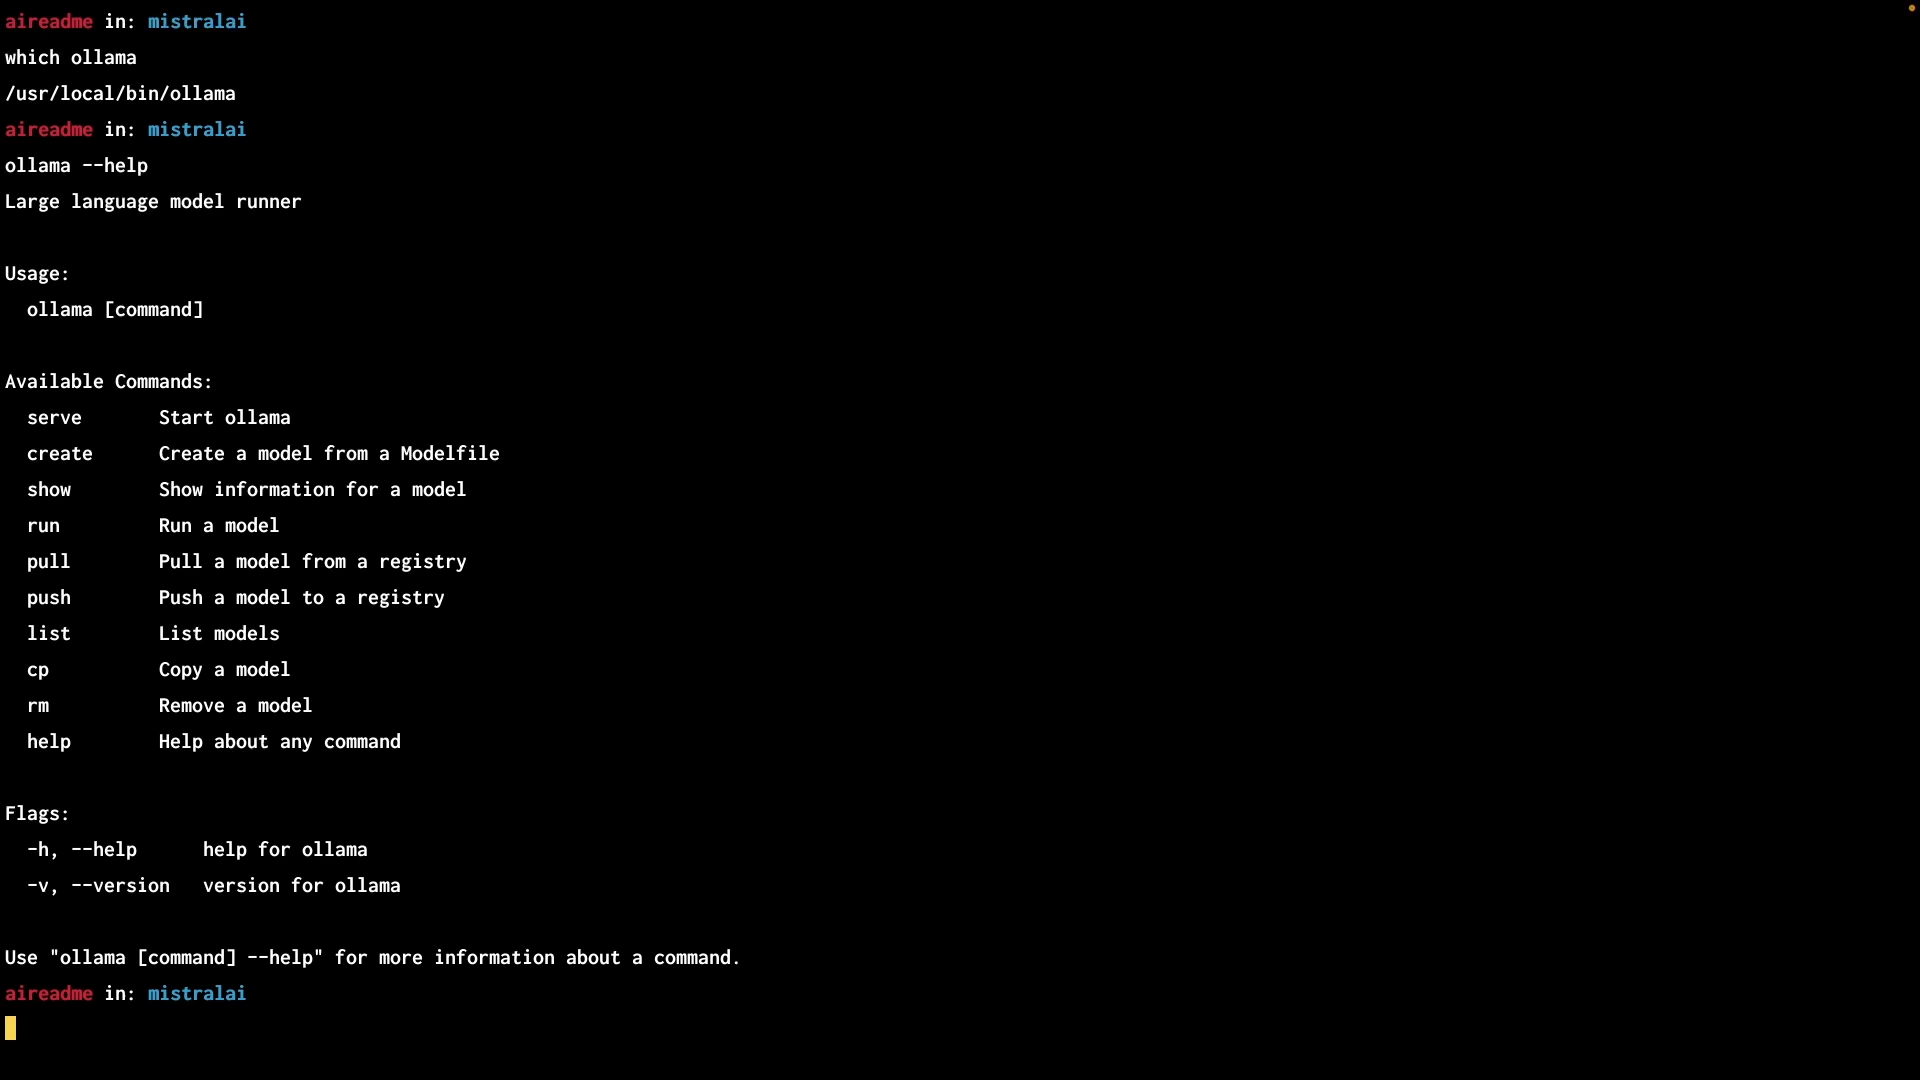 aireadme in: mistralai
which ollama
/usr/local/bin/ollama
aireadme in: mistralai
ollama --help
Large language model runner
Usage:
  ollama [command]
Available Commands:
  serve       Start ollama
  create      Create a model from a Modelfile
  show        Show information for a model
  run         Run a model
  pull        Pull a model from a registry
  push        Push a model to a registry
  list        List models
  cp          Copy a model
  rm          Remove a model
  help        Help about any command
Flags:
  -h, --help      help for ollama
  -v, --version   version for ollama
Use "ollama [command] --help" for more information about a command.
aireadme in: mistralai